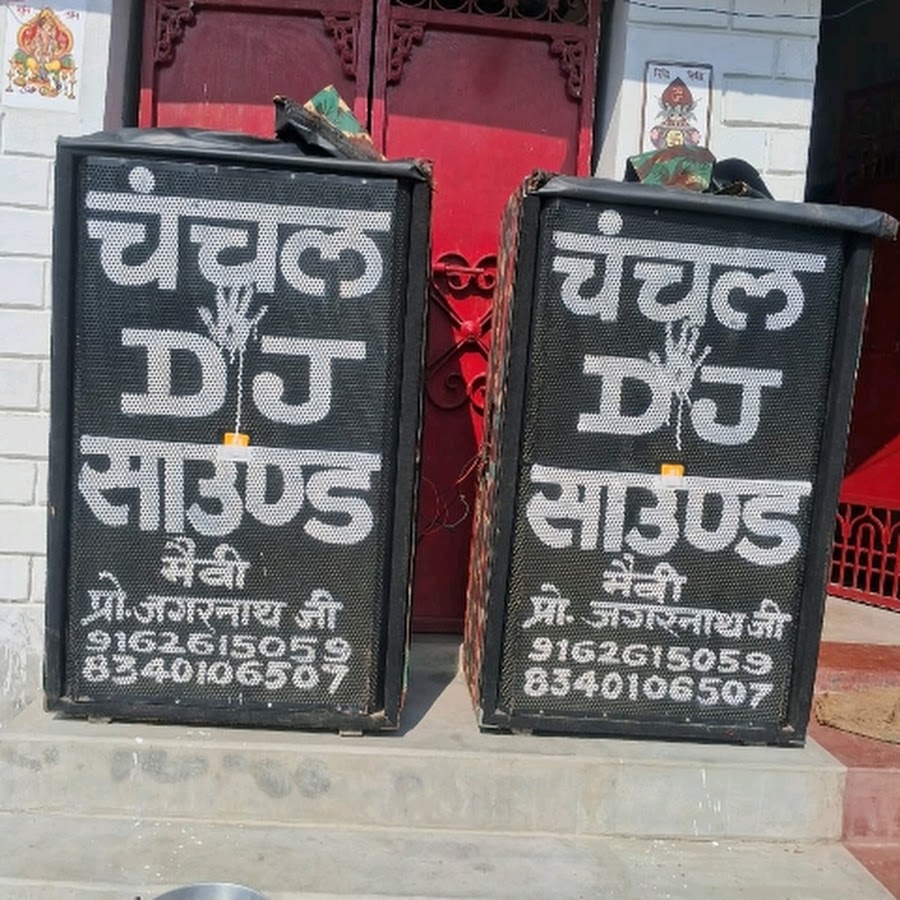 चंचल
DJ
साउण्ड
मैवी
प्रो. जगरनाथ जी
9162615059
8340106507
चंचल
DJ
साउण्ड
मैवी
प्रो. जगरनाथ जी
9162615059
8340106507